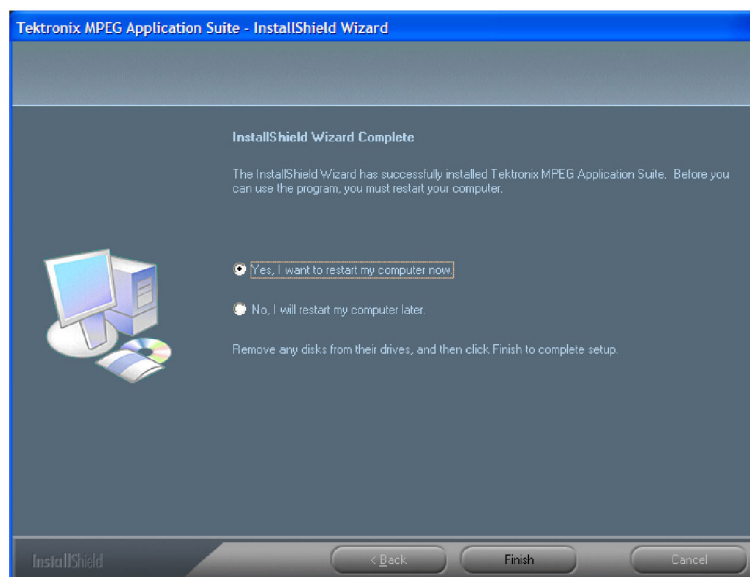 Tektronix MPEG Application Suite - InstallShield Wizard
InstallShield Wizard Complete
The InstallShield Wizard has successfully installed Tektronix MPEG Application Suite. Before you
can use the program, you must restart your computer.
Yes, I want to restart my computer now.
No, I will restart my computer later.
Remove any disks from their drives, and then click Finish to complete setup.
InstallShield
< Back
Finish
Cancel